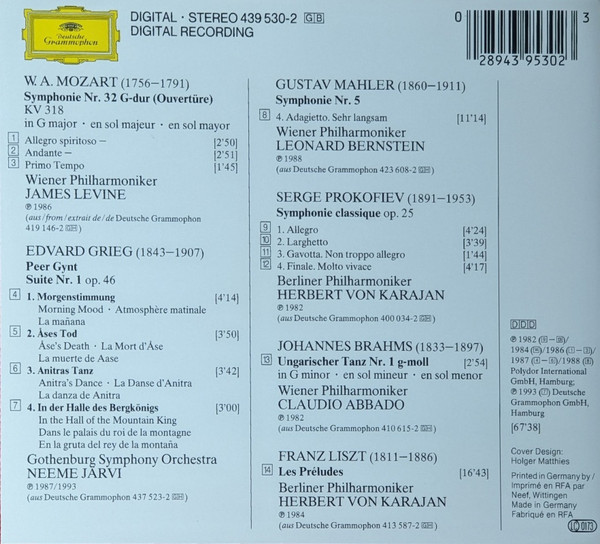 Deutsche
Grammophon
DIGITAL · STEREO 439 530-2 GB
DIGITAL RECORDING
0
3
28943 95302
W. A. MOZART (1756–1791)
Symphonie Nr. 32 G-dur (Ouvertüre)
KV 318
in G major · en sol majeur · en sol mayor
1 Allegro spiritoso – [2'50]
2 Andante – [2'51]
3 Primo Tempo [1'45]
Wiener Philharmoniker
JAMES LEVINE
℗ 1986
(aus/from/extrait de/de Deutsche Grammophon
419 146-2 GH)
EDVARD GRIEG (1843–1907)
Peer Gynt
Suite Nr. 1 op. 46
4 1. Morgenstimmung [4'14]
Morning Mood · Atmosphère matinale
La mañana
5 2. Åses Tod [3'50]
Åse's Death · La Mort d'Åse
La muerte de Aase
6 3. Anitras Tanz [3'42]
Anitra's Dance · La Danse d'Anitra
La danza de Anitra
7 4. In der Halle des Bergkönigs [3'00]
In the Hall of the Mountain King
Dans le palais du roi de la montagne
En la gruta del rey de la montaña
Gothenburg Symphony Orchestra
NEEME JÄRVI
℗ 1987/1993
(aus Deutsche Grammophon 437 523-2 GH)
GUSTAV MAHLER (1860–1911)
Symphonie Nr. 5
8 4. Adagietto. Sehr langsam [11'14]
Wiener Philharmoniker
LEONARD BERNSTEIN
℗ 1988
(aus Deutsche Grammophon 423 608-2 GH)
SERGE PROKOFIEV (1891–1953)
Symphonie classique op. 25
9 1. Allegro [4'24]
10 2. Larghetto [3'39]
11 3. Gavotta. Non troppo allegro [1'44]
12 4. Finale. Molto vivace [4'17]
Berliner Philharmoniker
HERBERT VON KARAJAN
℗ 1982
(aus Deutsche Grammophon 400 034-2 GH)
JOHANNES BRAHMS (1833–1897)
13 Ungarischer Tanz Nr. 1 g-moll [2'54]
in G minor · en sol mineur · en sol menor
Wiener Philharmoniker
CLAUDIO ABBADO
℗ 1982
(aus Deutsche Grammophon 410 615-2 GH)
FRANZ LISZT (1811–1886)
14 Les Préludes [16'43]
Berliner Philharmoniker
HERBERT VON KARAJAN
℗ 1984
(aus Deutsche Grammophon 413 587-2 GH)
DDD
℗ 1982
1984 /1986
1987 /1988
Polydor International
GmbH, Hamburg;
℗ 1993 Deutsche
Grammophon GmbH,
Hamburg
[67'38]
Cover Design:
Holger Matthies
Printed in Germany by/
Imprimé en RFA par
Neef, Wittingen
Made in Germany
Fabriqué en RFA